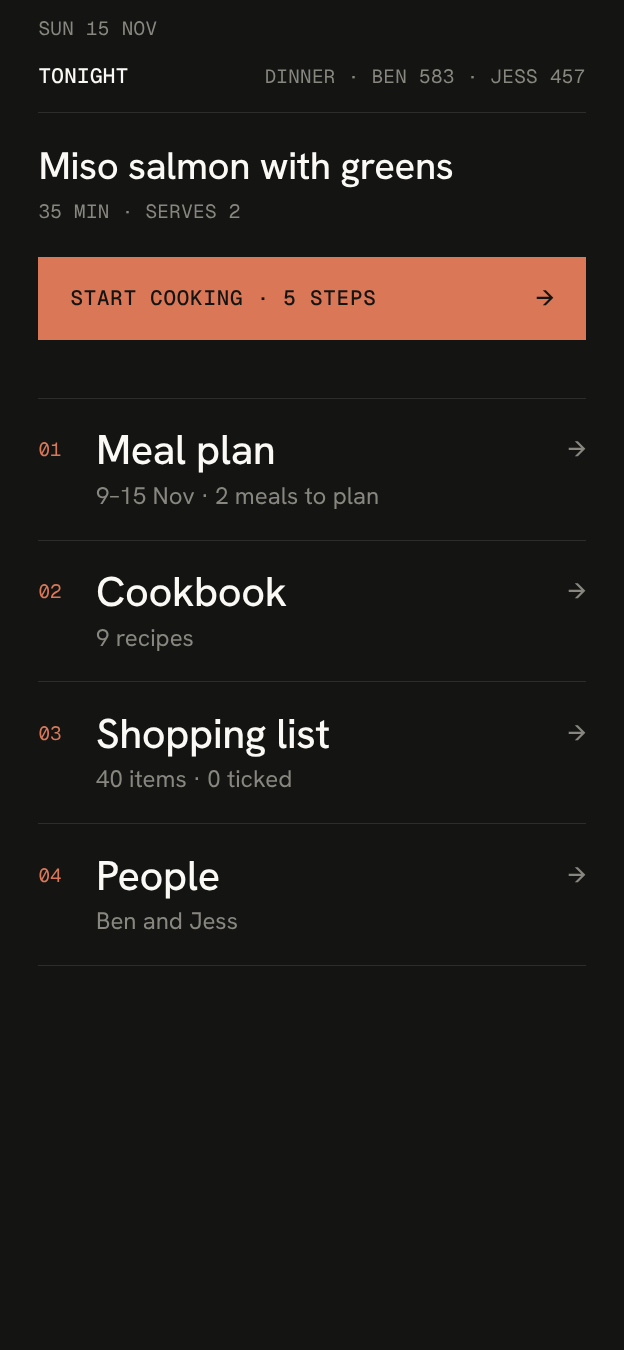 SUN 15 NOV
TONIGHT DINNER · BEN 583 · JESS 457
Miso salmon with greens
35 MIN · SERVES 2
START COOKING · 5 STEPS →
01 Meal plan →
9–15 Nov · 2 meals to plan
02 Cookbook →
9 recipes
03 Shopping list →
40 items · 0 ticked
04 People →
Ben and Jess